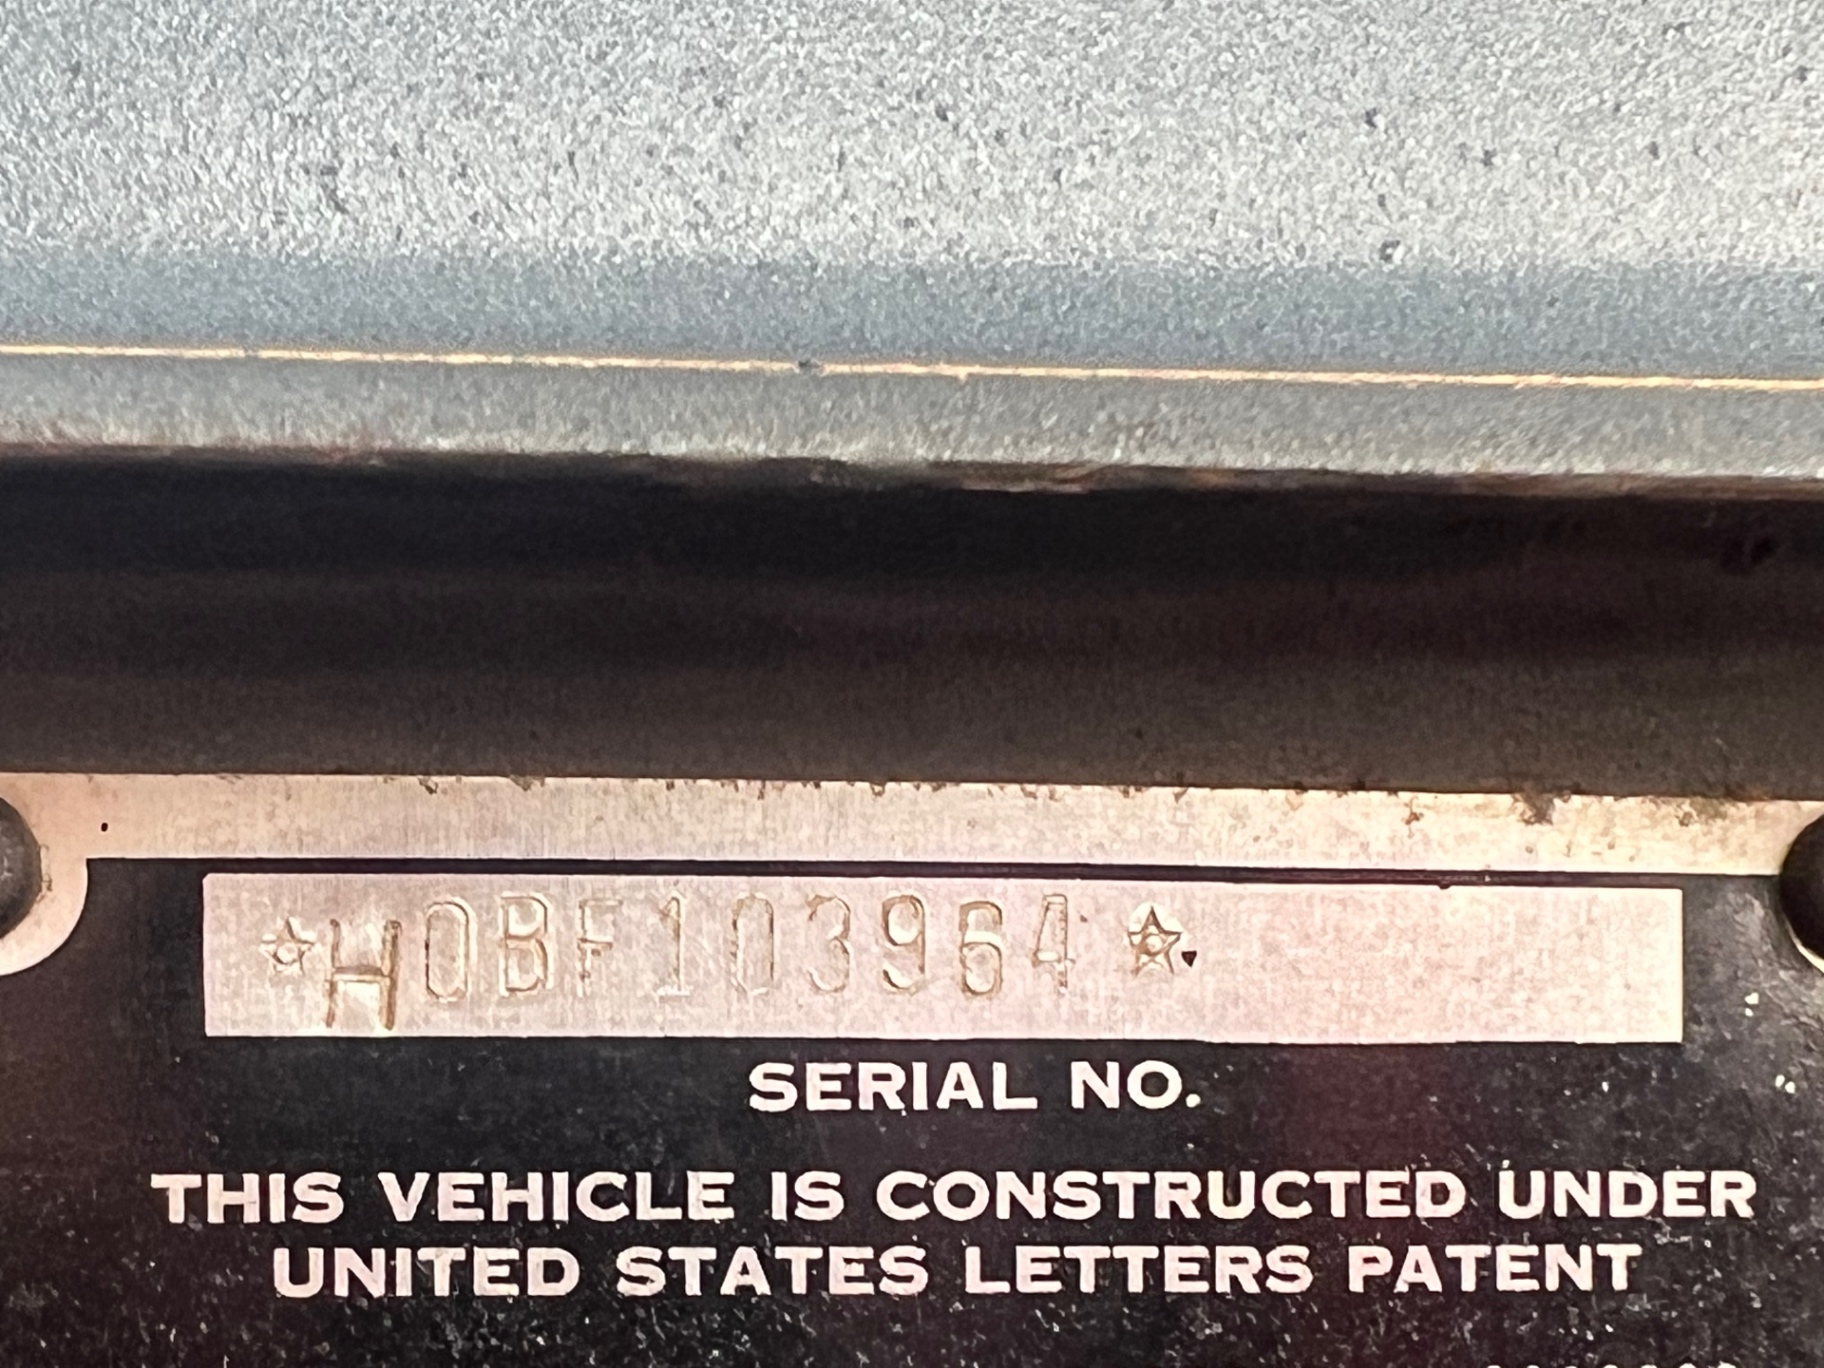 ☆H0BF103964☆
SERIAL NO.
THIS VEHICLE IS CONSTRUCTED UNDER
UNITED STATES LETTERS PATENT